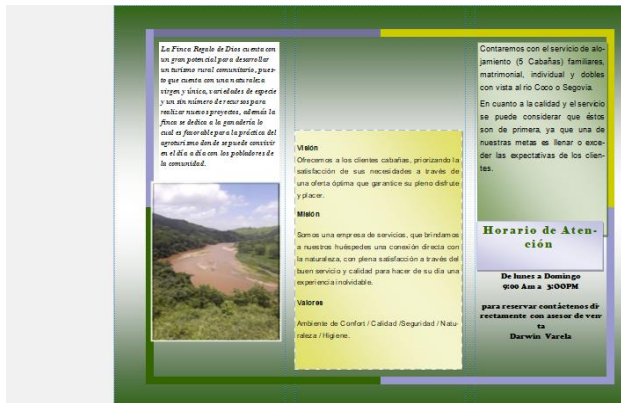 La Finca Regalo de Dios cuenta con
un gran potencial para desarrollar
un turismo rural comunitario, pues-
to que cuenta con una naturaleza
virgen y única, variedades de especie
y un sin número de recursos para
realizar nuevos proyectos, además la
finca se dedica a la ganadería lo
cual es favorable para la práctica del
agroturismo donde se puede convivir
en el día a día con los pobladores de
la comunidad.
Visión
Ofrecemos a los clientes cabañas, priorizando la
satisfacción de sus necesidades a través de
una oferta óptima que garantice su pleno disfrute
y placer.
Misión
Somos una empresa de servicios, que brindamos
a nuestros huéspedes una conexión directa con
la naturaleza, con plena satisfacción a través del
buen servicio y calidad para hacer de su día una
experiencia inolvidable.
Valores
Ambiente de Confort / Calidad /Seguridad / Natu-
raleza / Higiene.
Contaremos con el servicio de alo-
jamiento (5 Cabañas) familiares,
matrimonial, individual y dobles
con vista al rio Coco o Segovia.
En cuanto a la calidad y el servicio
se puede considerar que éstos
son de primera, ya que una de
nuestras metas es llenar o exce-
der las expectativas de los clien-
tes.
Horario de Aten-
ción
De lunes a Domingo
9:00 Am a 3:00PM
para reservar contáctenos di-
rectamente con asesor de ven-
ta
Darwin Varela